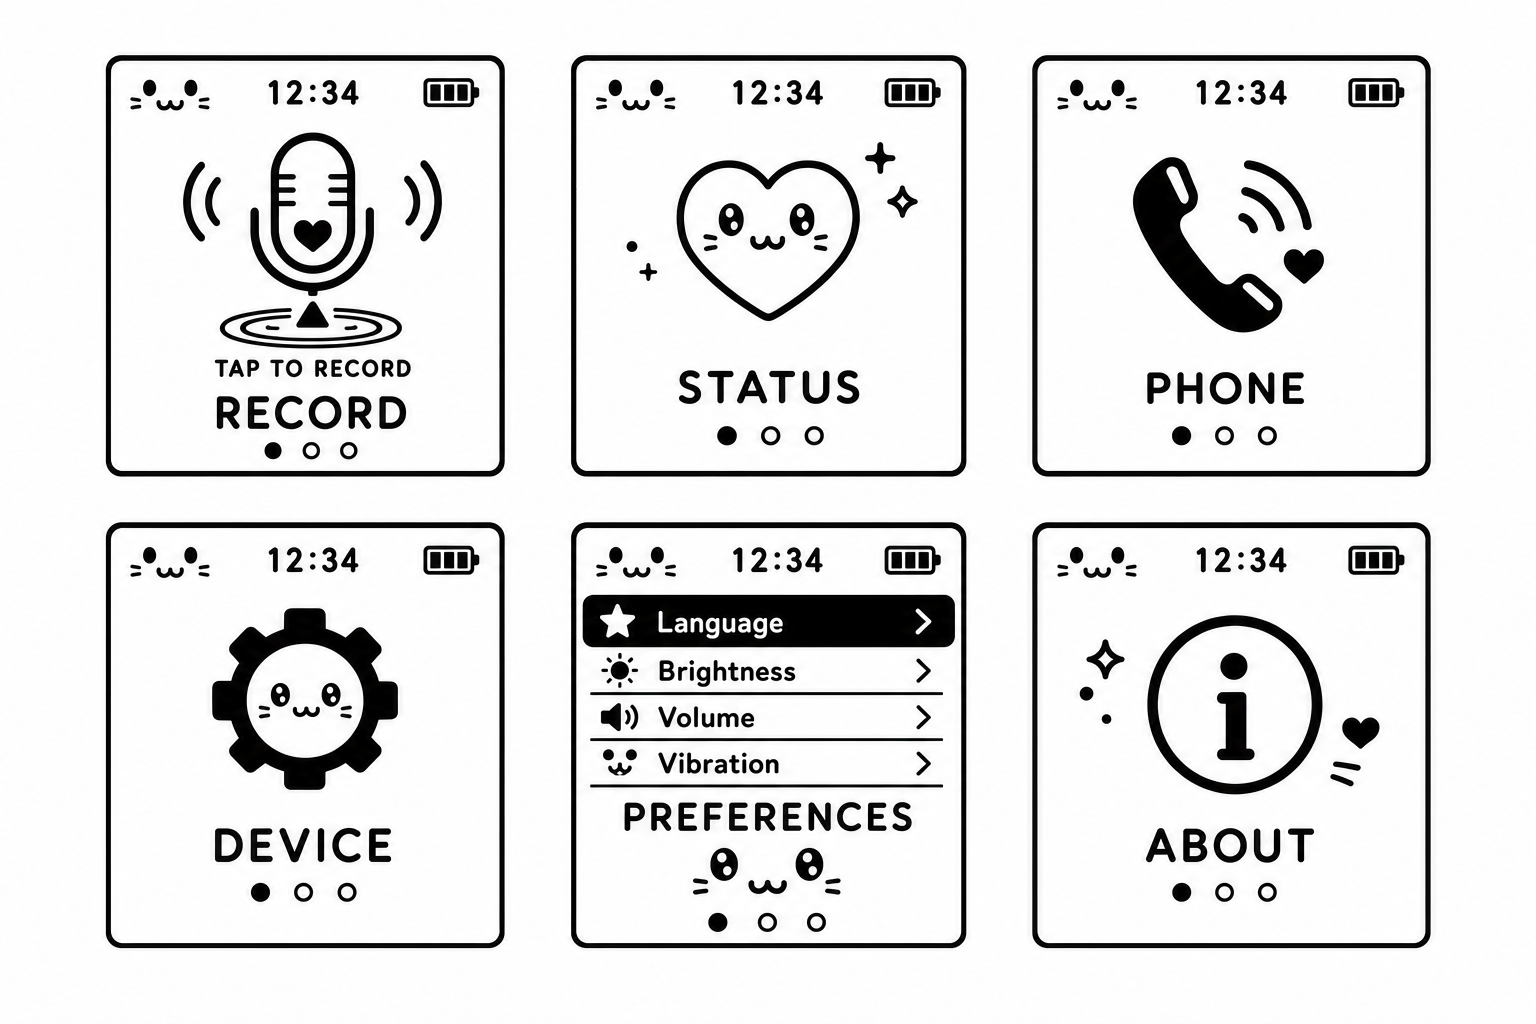 12:34
TAP TO RECORD
RECORD
12:34
STATUS
12:34
PHONE
12:34
DEVICE
12:34
Language
Brightness
Volume
Vibration
PREFERENCES
12:34
i
ABOUT